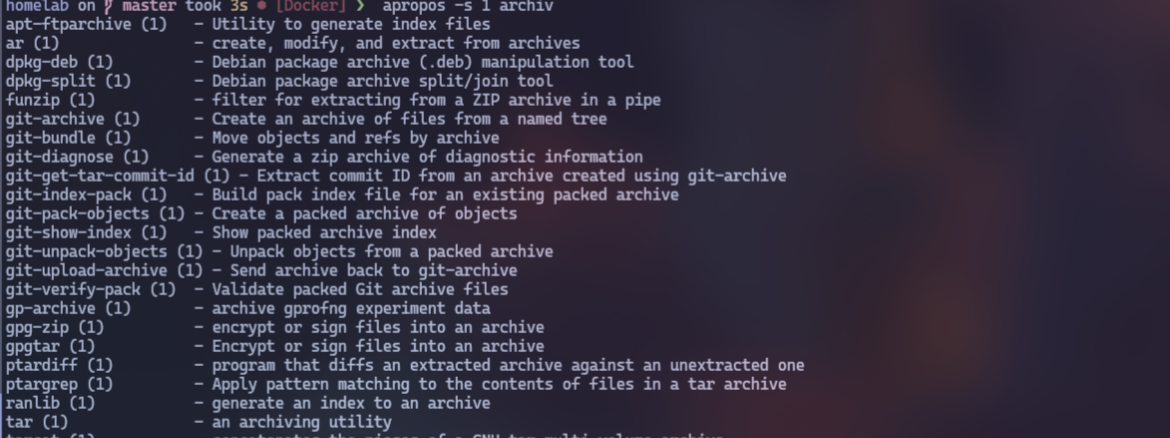 homelab on master took 3s ● [Docker] ❯ apropos -s 1 archiv
apt-ftparchive (1) - Utility to generate index files
ar (1) - create, modify, and extract from archives
dpkg-deb (1) - Debian package archive (.deb) manipulation tool
dpkg-split (1) - Debian package archive split/join tool
funzip (1) - filter for extracting from a ZIP archive in a pipe
git-archive (1) - Create an archive of files from a named tree
git-bundle (1) - Move objects and refs by archive
git-diagnose (1) - Generate a zip archive of diagnostic information
git-get-tar-commit-id (1) - Extract commit ID from an archive created using git-archive
git-index-pack (1) - Build pack index file for an existing packed archive
git-pack-objects (1) - Create a packed archive of objects
git-show-index (1) - Show packed archive index
git-unpack-objects (1) - Unpack objects from a packed archive
git-upload-archive (1) - Send archive back to git-archive
git-verify-pack (1) - Validate packed Git archive files
gp-archive (1) - archive gprofng experiment data
gpg-zip (1) - encrypt or sign files into an archive
gpgtar (1) - Encrypt or sign files into an archive
ptardiff (1) - program that diffs an extracted archive against an unextracted one
ptargrep (1) - Apply pattern matching to the contents of files in a tar archive
ranlib (1) - generate an index to an archive
tar (1) - an archiving utility